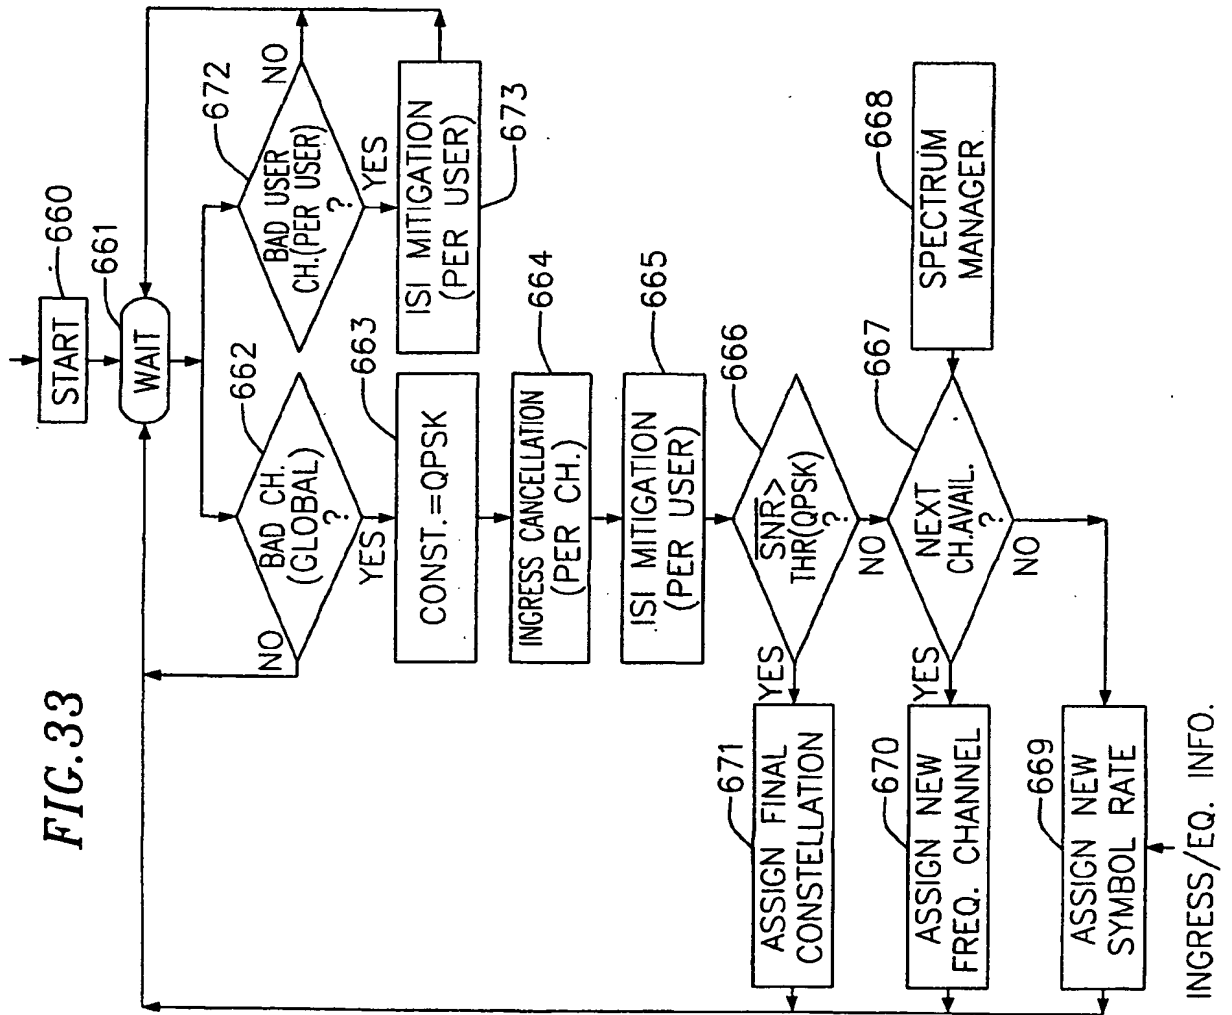 FIG.33
START
660
WAIT
661
BAD CH.
(GLOBAL)
?
662
NO
YES
BAD USER
CH.(PER USER)
?
672
NO
YES
CONST.=QPSK
663
ISI MITIGATION
(PER USER)
673
INGRESS CANCELLATION
(PER CH.)
664
ISI MITIGATION
(PER USER)
665
SNR>
THR(QPSK)
?
666
YES
NO
ASSIGN FINAL
CONSTELLATION
671
NEXT
CH.AVAIL.
?
667
YES
NO
SPECTRUM
MANAGER
668
ASSIGN NEW
FREQ. CHANNEL
670
ASSIGN NEW
SYMBOL RATE
669
INGRESS/EQ. INFO.